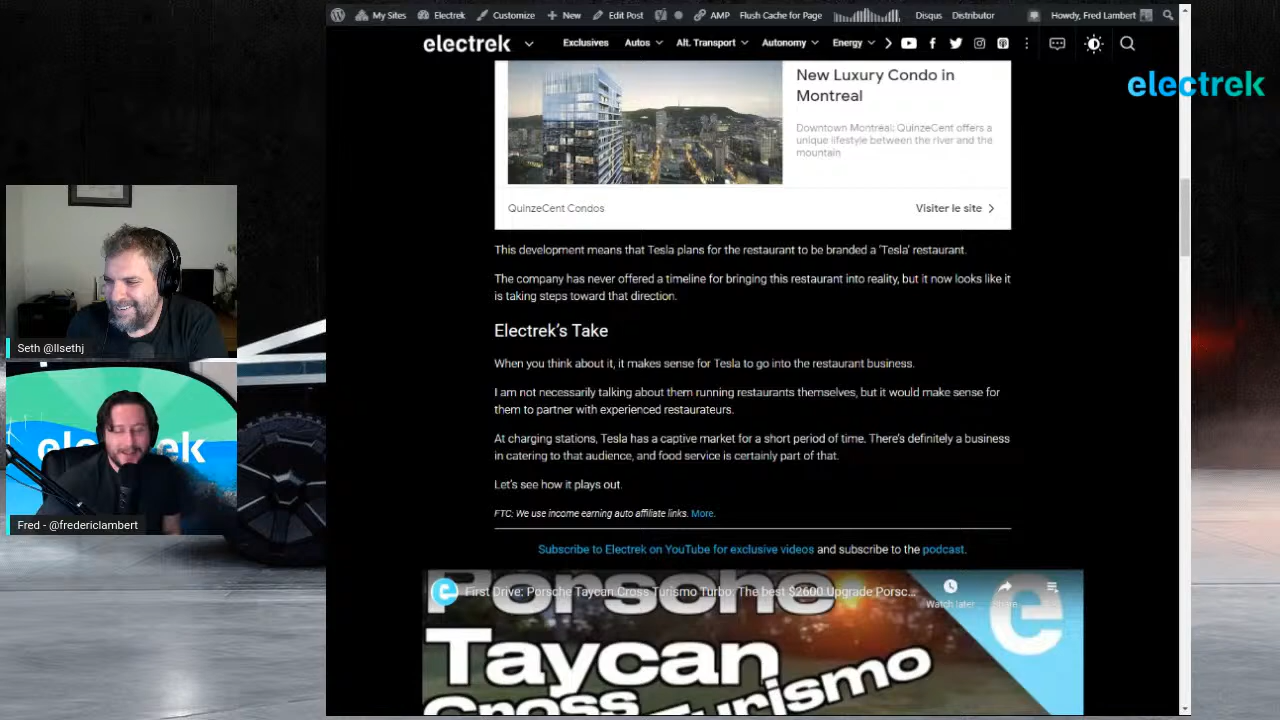 My Sites Electrek Customize New Edit Post AMP Flush Cache for Page Disqus Distributor Howdy, Fred Lambert
electrek Exclusives Autos Alt. Transport Autonomy Energy
electrek
New Luxury Condo in
Montreal
Downtown Montréal: QuinzeCent offers a
unique lifestyle between the river and the
mountain
QuinzeCent Condos Visiter le site
This development means that Tesla plans for the restaurant to be branded a 'Tesla' restaurant.
The company has never offered a timeline for bringing this restaurant into reality, but it now looks like it
is taking steps toward that direction.
Electrek's Take
When you think about it, it makes sense for Tesla to go into the restaurant business.
I am not necessarily talking about them running restaurants themselves, but it would make sense for
them to partner with experienced restaurateurs.
At charging stations, Tesla has a captive market for a short period of time. There's definitely a business
in catering to that audience, and food service is certainly part of that.
Let's see how it plays out.
FTC: We use income earning auto affiliate links. More.
Subscribe to Electrek on YouTube for exclusive videos and subscribe to the podcast.
First Drive: Porsche Taycan Cross Turismo Turbo: The best $2600 Upgrade Porsc...
Watch later Share
Porsche
Taycan
Cross Turismo
e
Seth @llsethj
Fred - @fredericlambert